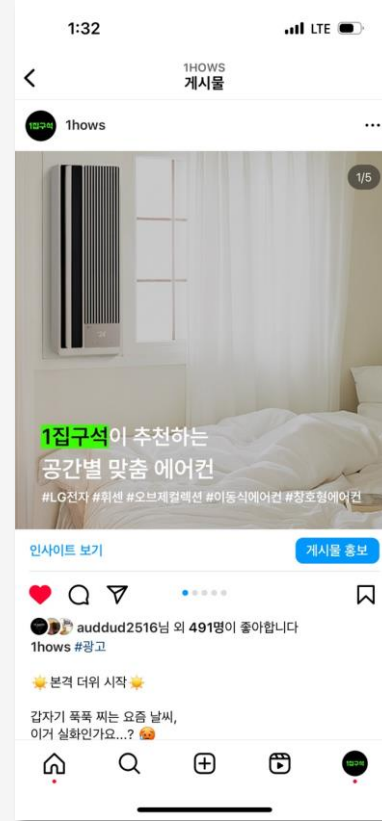 1:32
LTE
1HOWS
게시물
1집구석
1hows
1/5
1집구석이 추천하는
공간별 맞춤 에어컨
#LG전자 #휘센 #오브제컬렉션 #이동식에어컨 #창호형에어컨
인사이트 보기
게시물 홍보
auddud2516님 외 491명이 좋아합니다
1hows #광고
☀️본격 더위 시작☀️
갑자기 푹푹 찌는 요즘 날씨,
이거 실화인가요...? 🥵
1집구석